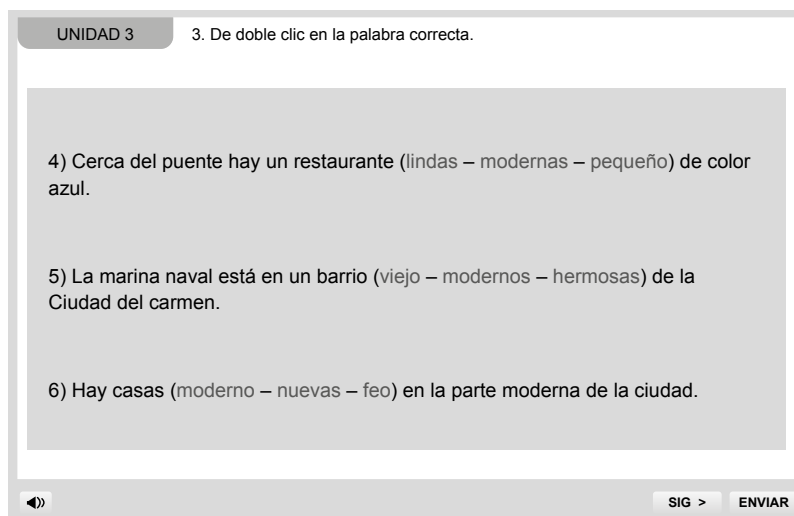 UNIDAD 3
3. De doble clic en la palabra correcta.
4) Cerca del puente hay un restaurante (lindas – modernas – pequeño) de color
azul.
5) La marina naval está en un barrio (viejo – modernos – hermosas) de la
Ciudad del carmen.
6) Hay casas (moderno – nuevas – feo) en la parte moderna de la ciudad.
SIG >
ENVIAR